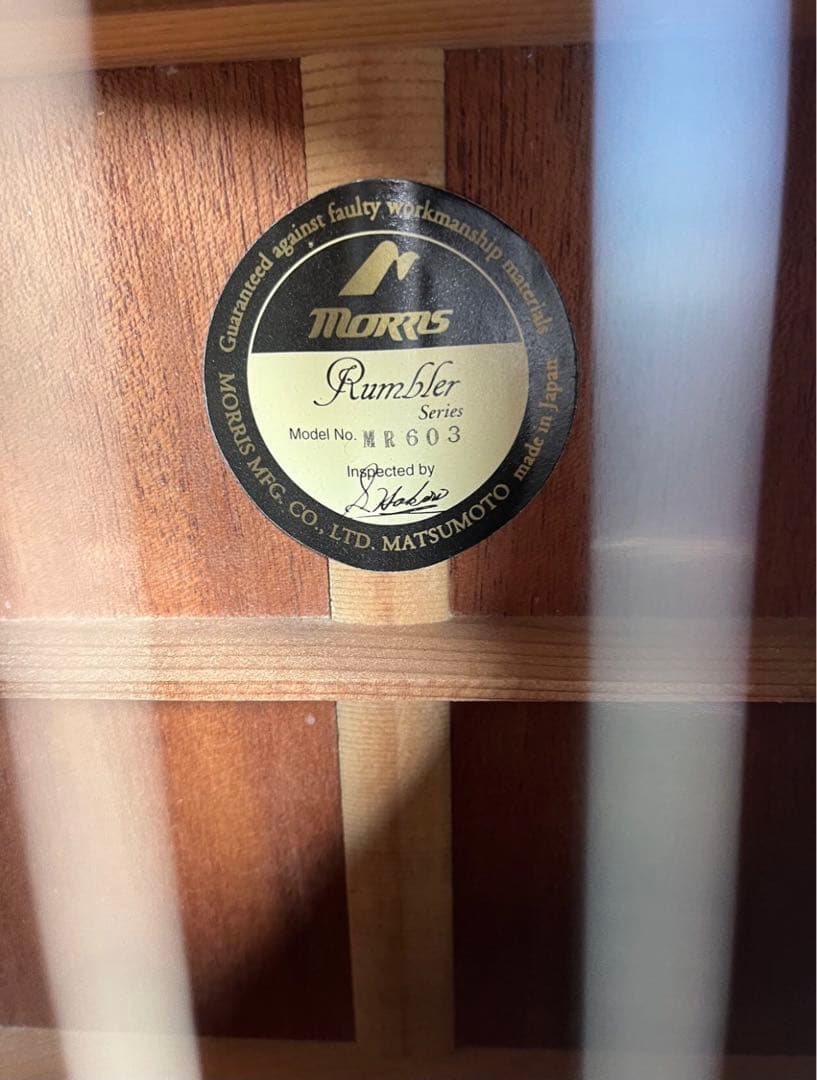 Guaranteed against faulty workmanship materials
MORRIS
Rumbler
Series
Model No. MR603
Inspected by
MORRIS MFG. CO., LTD. MATSUMOTO made in Japan